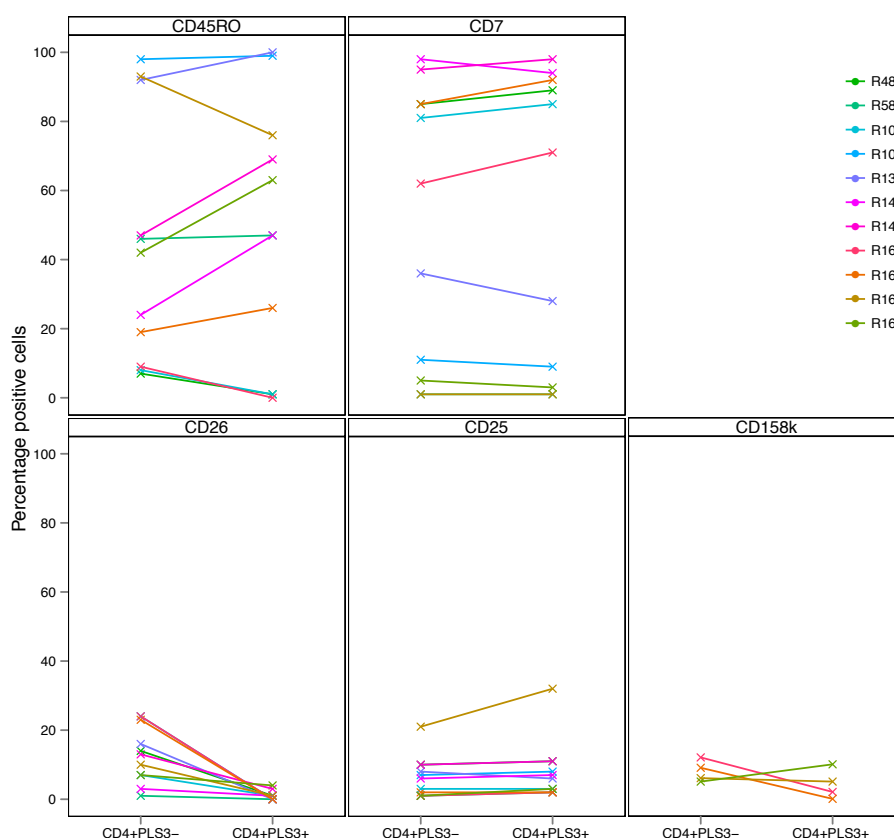 CD45RO
CD7
100
80
60
40
20
0
R48
R58
R10
R10
R13
R14
R14
R16
R16
R16
R16
Percentage positive cells
CD26
CD25
CD158k
100
80
60
40
20
0
CD4+PLS3−
CD4+PLS3+
CD4+PLS3−
CD4+PLS3+
CD4+PLS3−
CD4+PLS3+